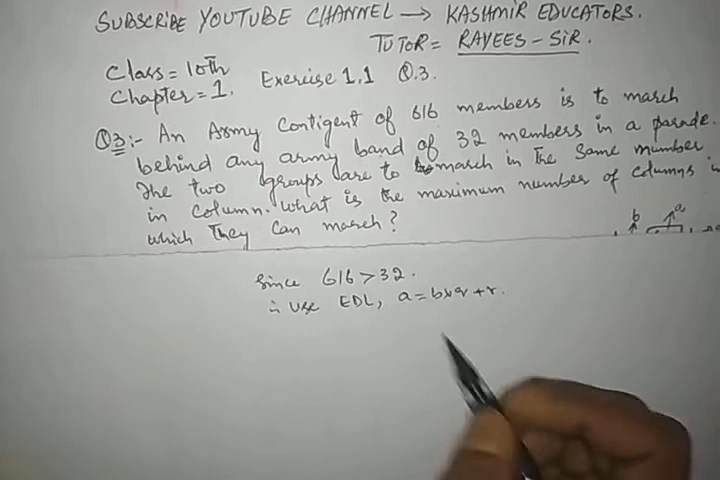 SUBSCRIBE YOUTUBE CHANNEL → KASHMIR EDUCATORS.
TUTOR = RAYEES - SIR.
Class = 10Th
Chapter = 1. Exercise 1.1 Q.3.
Q3:- An Army Contigent of 616 members is to march
behind any army band of 32 members in a parade.
The two groups are to march in The Same number
in column. What is the maximum number of columns in
which They Can march?
b a
Since 616 > 32.
∴ Use EDL, a = b×q + r.